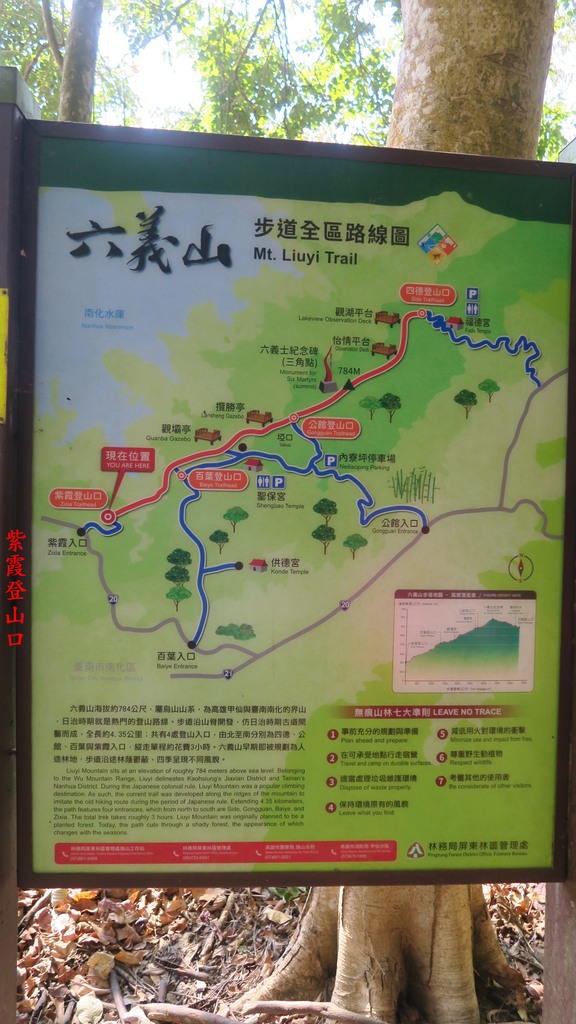 六義山
步道全區路線圖
Mt. Liuyi Trail
南化水庫
Nanhua Reservoir
四德登山口
Side Trailhead
P
福德宮
Fude Temple
觀湖平台
Lakeview Observation Deck
怡情平台
Observation Deck
六義士紀念碑
(三角點)
Monument for
Six Martyrs
(summit)
784M
攬勝亭
Lansheng Gazebo
公館登山口
Gongguan Trailhead
觀壩亭
Guanba Gazebo
埡口
Yakou
內寮坪停車場
Neiliaoping Parking
P
現在位置
YOU ARE HERE
百葉登山口
Baiye Trailhead
P
聖保宮
Shengbao Temple
紫霞登山口
Zixia Trailhead
紫霞入口
Zixia Entrance
公館入口
Gongguan Entrance
供德宮
Konde Temple
20
20
21
百葉入口
Baiye Entrance
臺南市南化區
六義山海拔約784公尺，屬烏山山系，為高雄甲仙與臺南南化的界山
，日治時期就是熱門的登山路線。步道沿山脊開發，仿日治時期古道開
鑿而成，全長約4.35公里；共有4處登山入口，由北至南分別為四德、公
館、百葉與紫霞入口，縱走單程約花費3小時。六義山早期即被規劃為人
造林地，步道沿途林蔭蔽，四季呈現不同風貌。
Liuyi Mountain sits at an elevation of roughly 784 meters above sea level. Belonging
to the Wu Mountain Range, Liuyi delineates Kaohsiung's Jiaxian District and Tainan's
Nanhua District. During the Japanese colonial rule, Liuyi Mountain was a popular climbing
destination. As such, the current trail was developed along the ridges of the mountain to
imitate the old hiking route during the period of Japanese rule. Extending 4.35 kilometers,
the path features four entrances, which from north to south are Side, Gongguan, Baiye, and
Zixia. The total trek takes roughly 3 hours. Liuyi Mountain was originally planned to be a
planted forest. Today, the path cuts through a shady forest, the appearance of which
changes with the seasons.
無痕山林七大準則 LEAVE NO TRACE
1 事前充分的規劃與準備
Plan ahead and prepare.
2 在可承受地點行走宿營
Travel and camp on durable surfaces.
3 適當處理垃圾維護環境
Dispose of waste properly.
4 保持環境原有的風貌
Leave what you find.
5 減低用火對環境的衝擊
Minimize use and impact from fires.
6 尊重野生動植物
Respect wildlife.
7 考量其他的使用者
Be considerate of other visitors.
林務局屏東林區管理處
Pingtung Forest District Office, Forestry Bureau
紫霞登山口